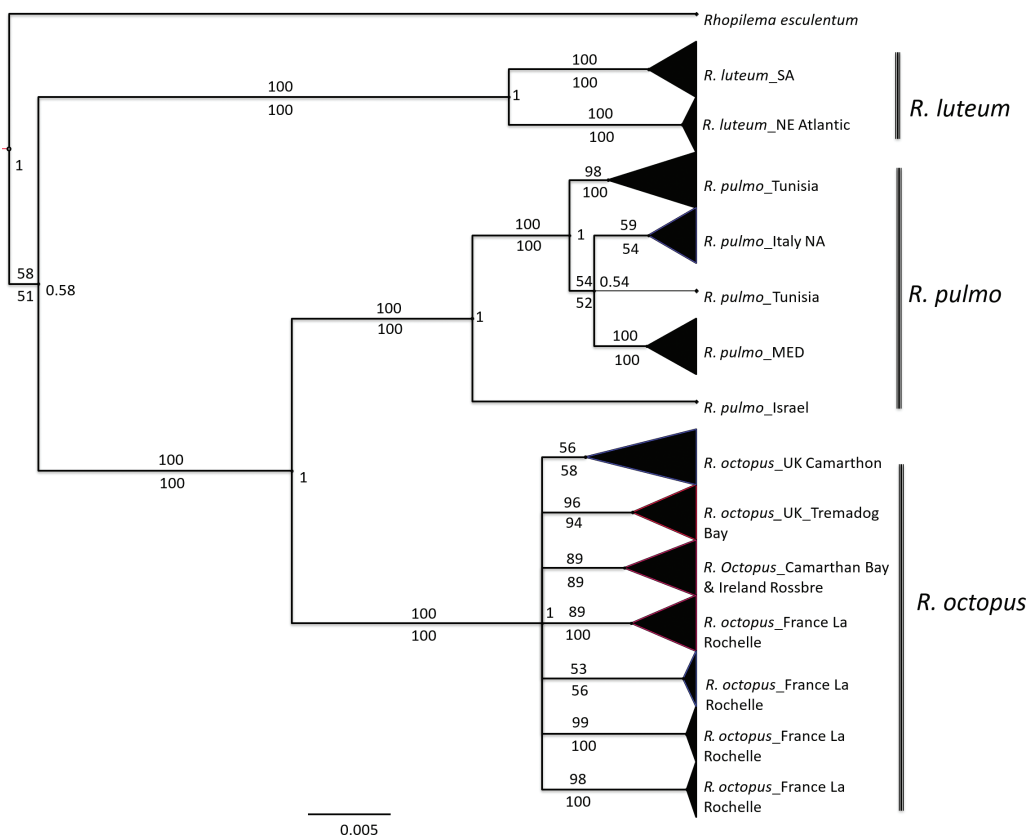 Rhopilema esculentum
100
100
1
100
R. luteum_SA
100
100
R. luteum_NE Atlantic
100
R. luteum
1
58
51
0.58
98
R. pulmo_Tunisia
100
100
100
1
59
R. pulmo_Italy NA
54
54
0.54
52
R. pulmo_Tunisia
100
R. pulmo_MED
100
100
100
1
R. pulmo_Israel
R. pulmo
100
100
1
56
R. octopus_UK Camarthon
58
96
R. octopus_UK_Tremadog
Bay
94
89
R. Octopus_Camarthan Bay
& Ireland Rossbre
89
100
100
1
89
R. octopus_France La
Rochelle
100
53
R. octopus_France La
Rochelle
56
99
R. octopus_France La
Rochelle
100
98
R. octopus_France La
Rochelle
100
R. octopus
0.005